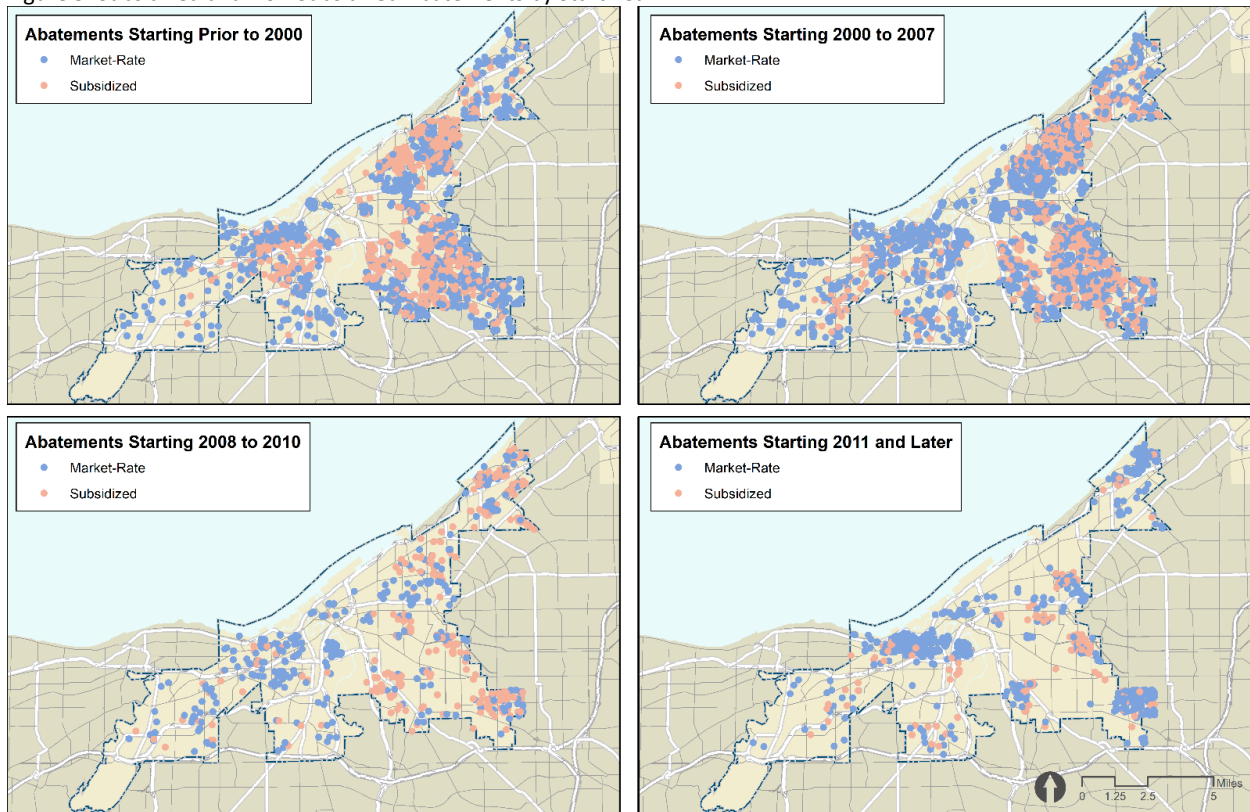 Abatements Starting Prior to 2000
Market-Rate
Subsidized
Abatements Starting 2000 to 2007
Market-Rate
Subsidized
Abatements Starting 2008 to 2010
Market-Rate
Subsidized
Abatements Starting 2011 and Later
Market-Rate
Subsidized
Miles
0 1.25 2.5 5